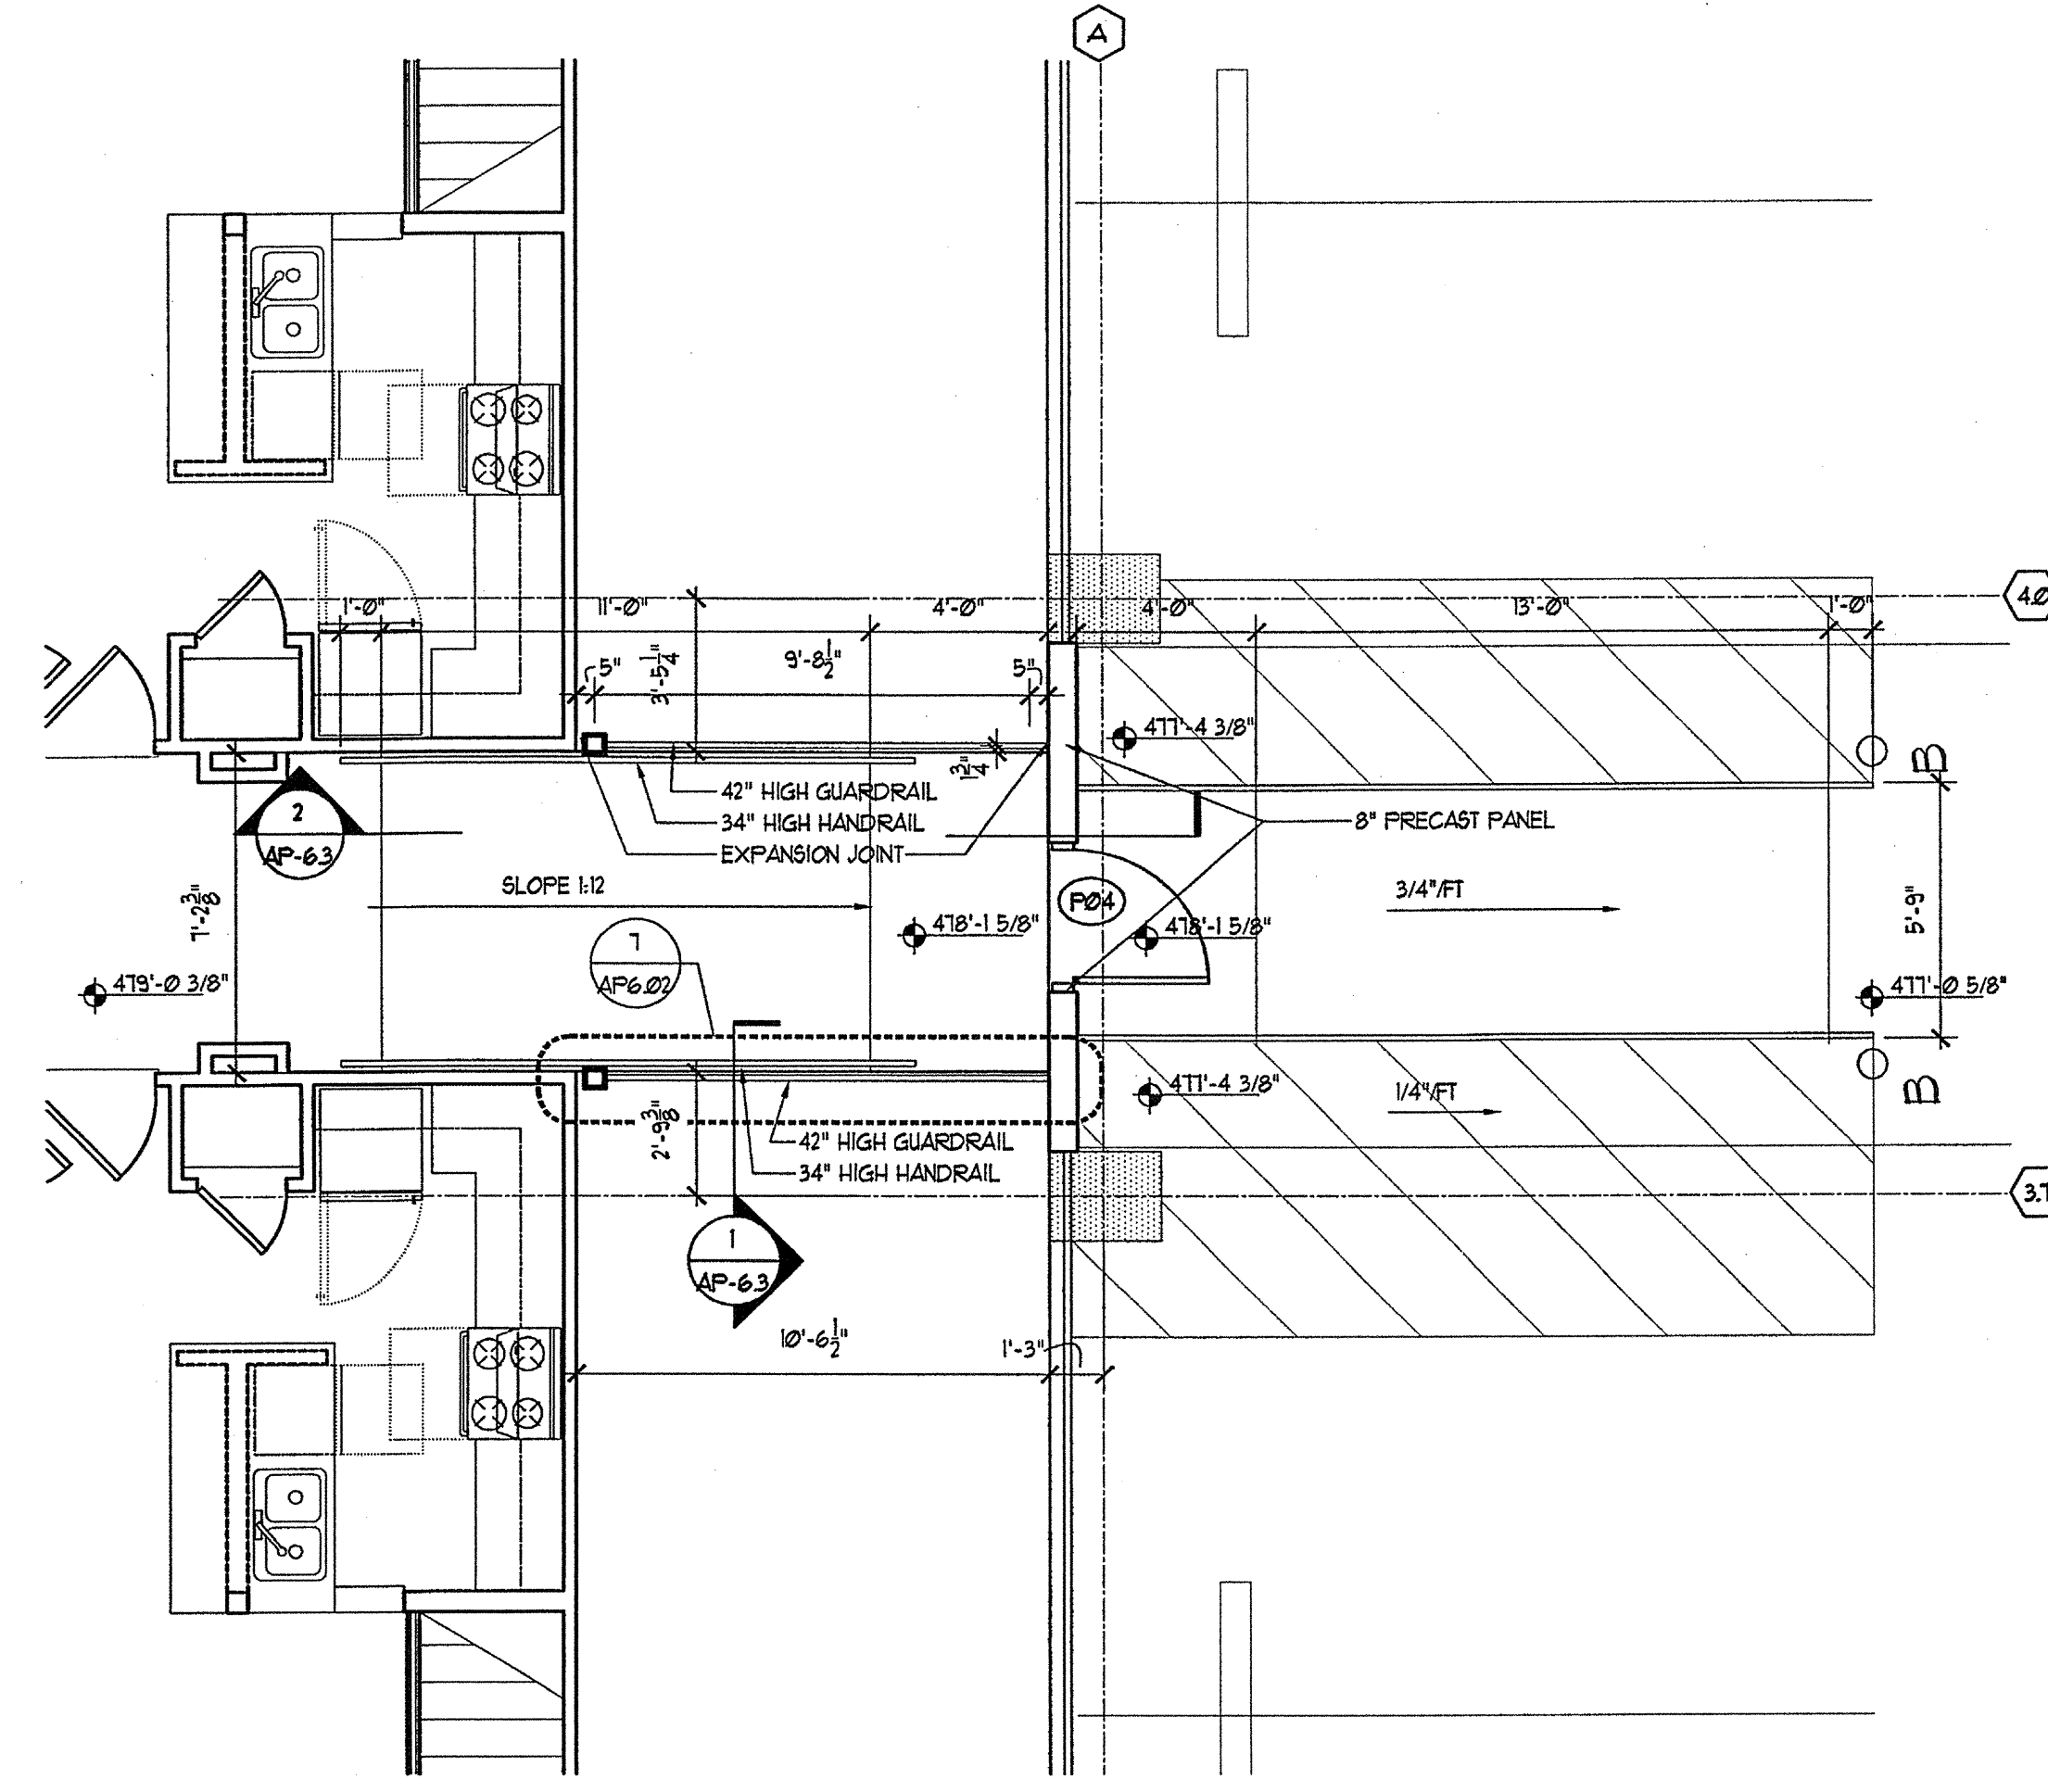 A
4.0
1'-0"
11'-0"
4'-0"
4'-0"
13'-0"
1'-0"
5"
3'-5 1/4"
9'-8 1/2"
5"
477'-4 3/8"
B
1 3/4"
42" HIGH GUARDRAIL
34" HIGH HANDRAIL
EXPANSION JOINT
8" PRECAST PANEL
2
AP-6.3
SLOPE 1:12
P04
3/4"/FT
7'-2 3/8"
5'-9"
478'-1 5/8"
478'-1 5/8"
7
AP6.02
479'-0 3/8"
477'-0 5/8"
477'-4 3/8"
1/4"/FT
B
2'-9 3/8"
42" HIGH GUARDRAIL
34" HIGH HANDRAIL
1
AP-6.3
10'-6 1/2"
1'-3"